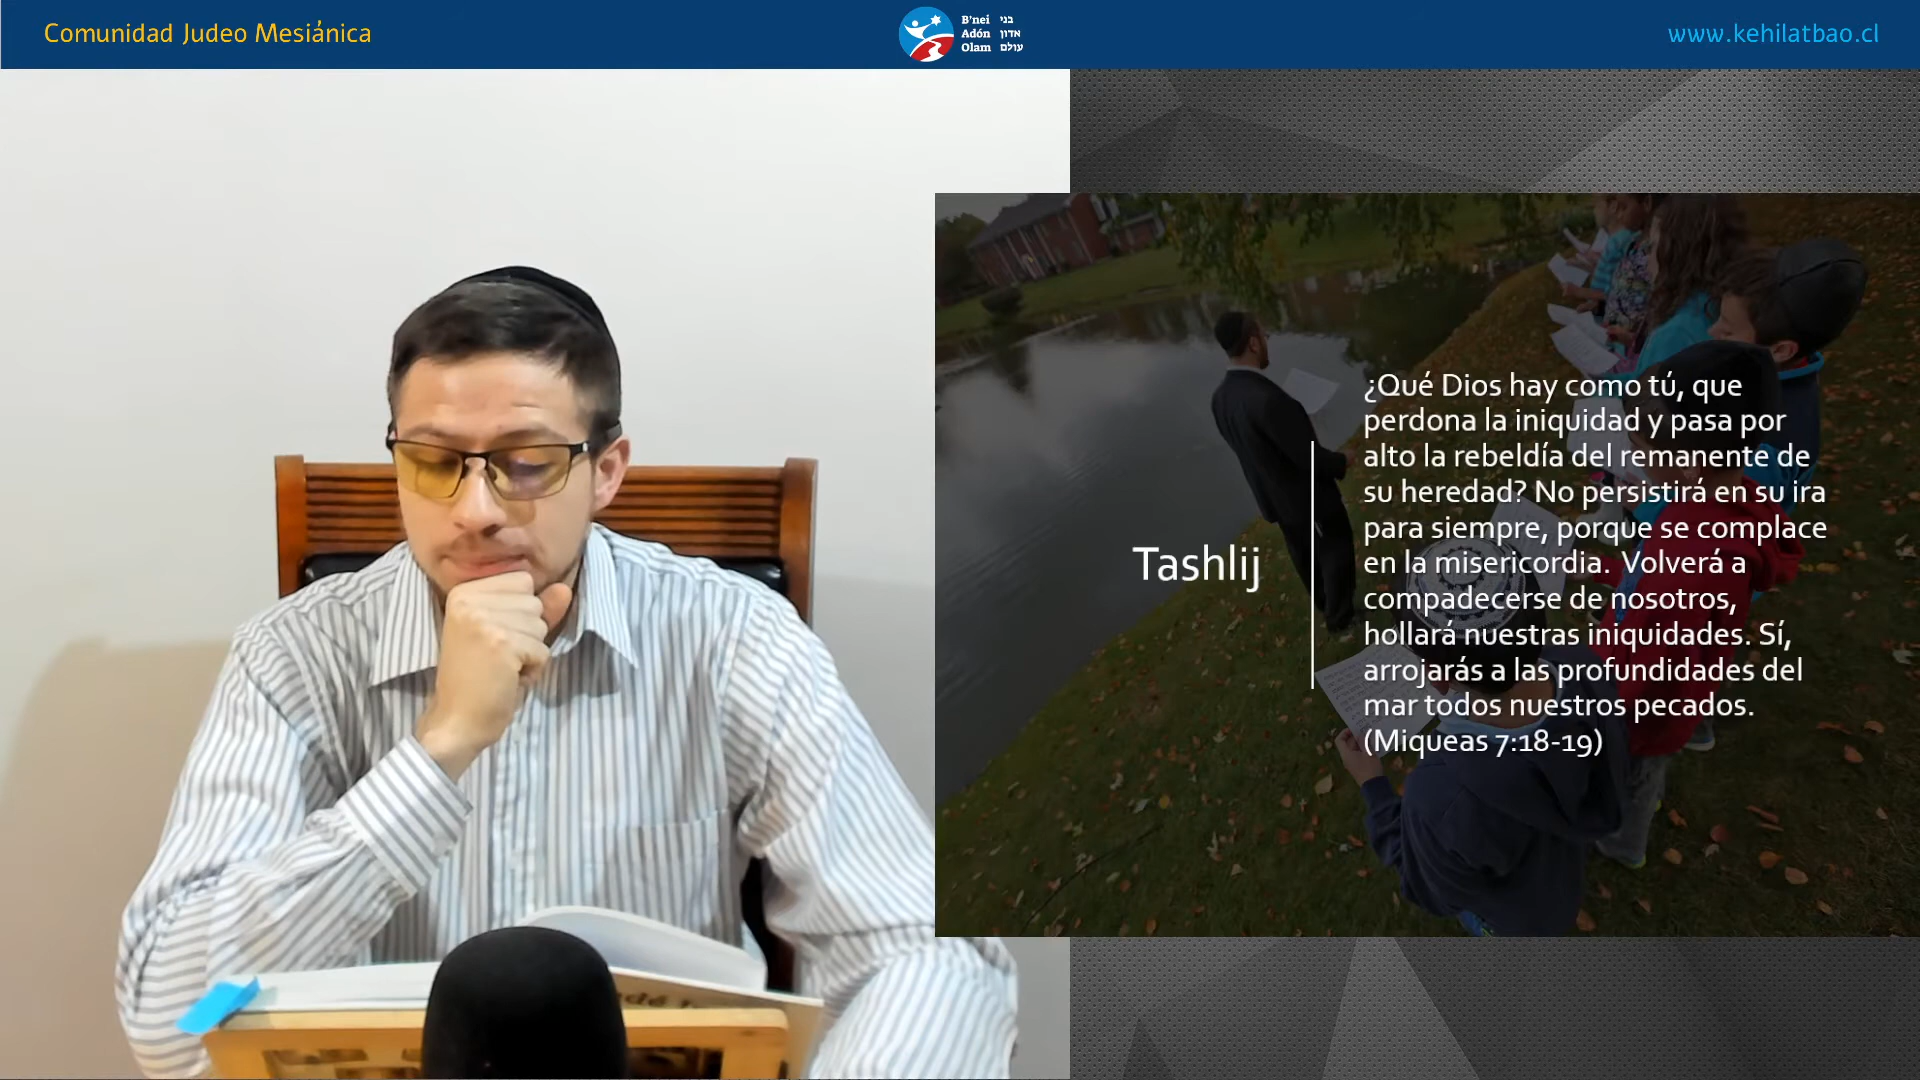 Comunidad Judeo Mesiánica
B'nei בני
Adón אדון
Olam עולם
www.kehilatbao.cl
Tashlij
¿Qué Dios hay como tú, que
perdona la iniquidad y pasa por
alto la rebeldía del remanente de
su heredad? No persistirá en su ira
para siempre, porque se complace
en la misericordia. Volverá a
compadecerse de nosotros,
hollará nuestras iniquidades. Sí,
arrojarás a las profundidades del
mar todos nuestros pecados.
(Miqueas 7:18-19)